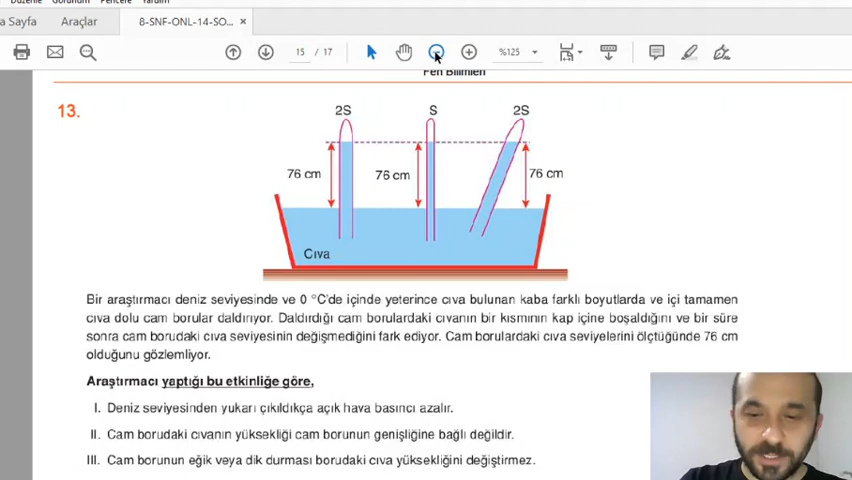 Düzenle Görünüm Pencere Yardım
a Sayfa Araçlar 8-SNF-ONL-14-SO... ×
15 / 17 %125
Fen Bilimleri
13.
2S S 2S
76 cm 76 cm 76 cm
Cıva
Bir araştırmacı deniz seviyesinde ve 0 °C'de içinde yeterince cıva bulunan kaba farklı boyutlarda ve içi tamamen
cıva dolu cam borular daldırıyor. Daldırdığı cam borulardaki cıvanın bir kısmının kap içine boşaldığını ve bir süre
sonra cam borudaki cıva seviyesinin değişmediğini fark ediyor. Cam borulardaki cıva seviyelerini ölçtüğünde 76 cm
olduğunu gözlemliyor.
Araştırmacı yaptığı bu etkinliğe göre,
I. Deniz seviyesinden yukarı çıkıldıkça açık hava basıncı azalır.
II. Cam borudaki cıvanın yüksekliği cam borunun genişliğine bağlı değildir.
III. Cam borunun eğik veya dik durması borudaki cıva yüksekliğini değiştirmez.